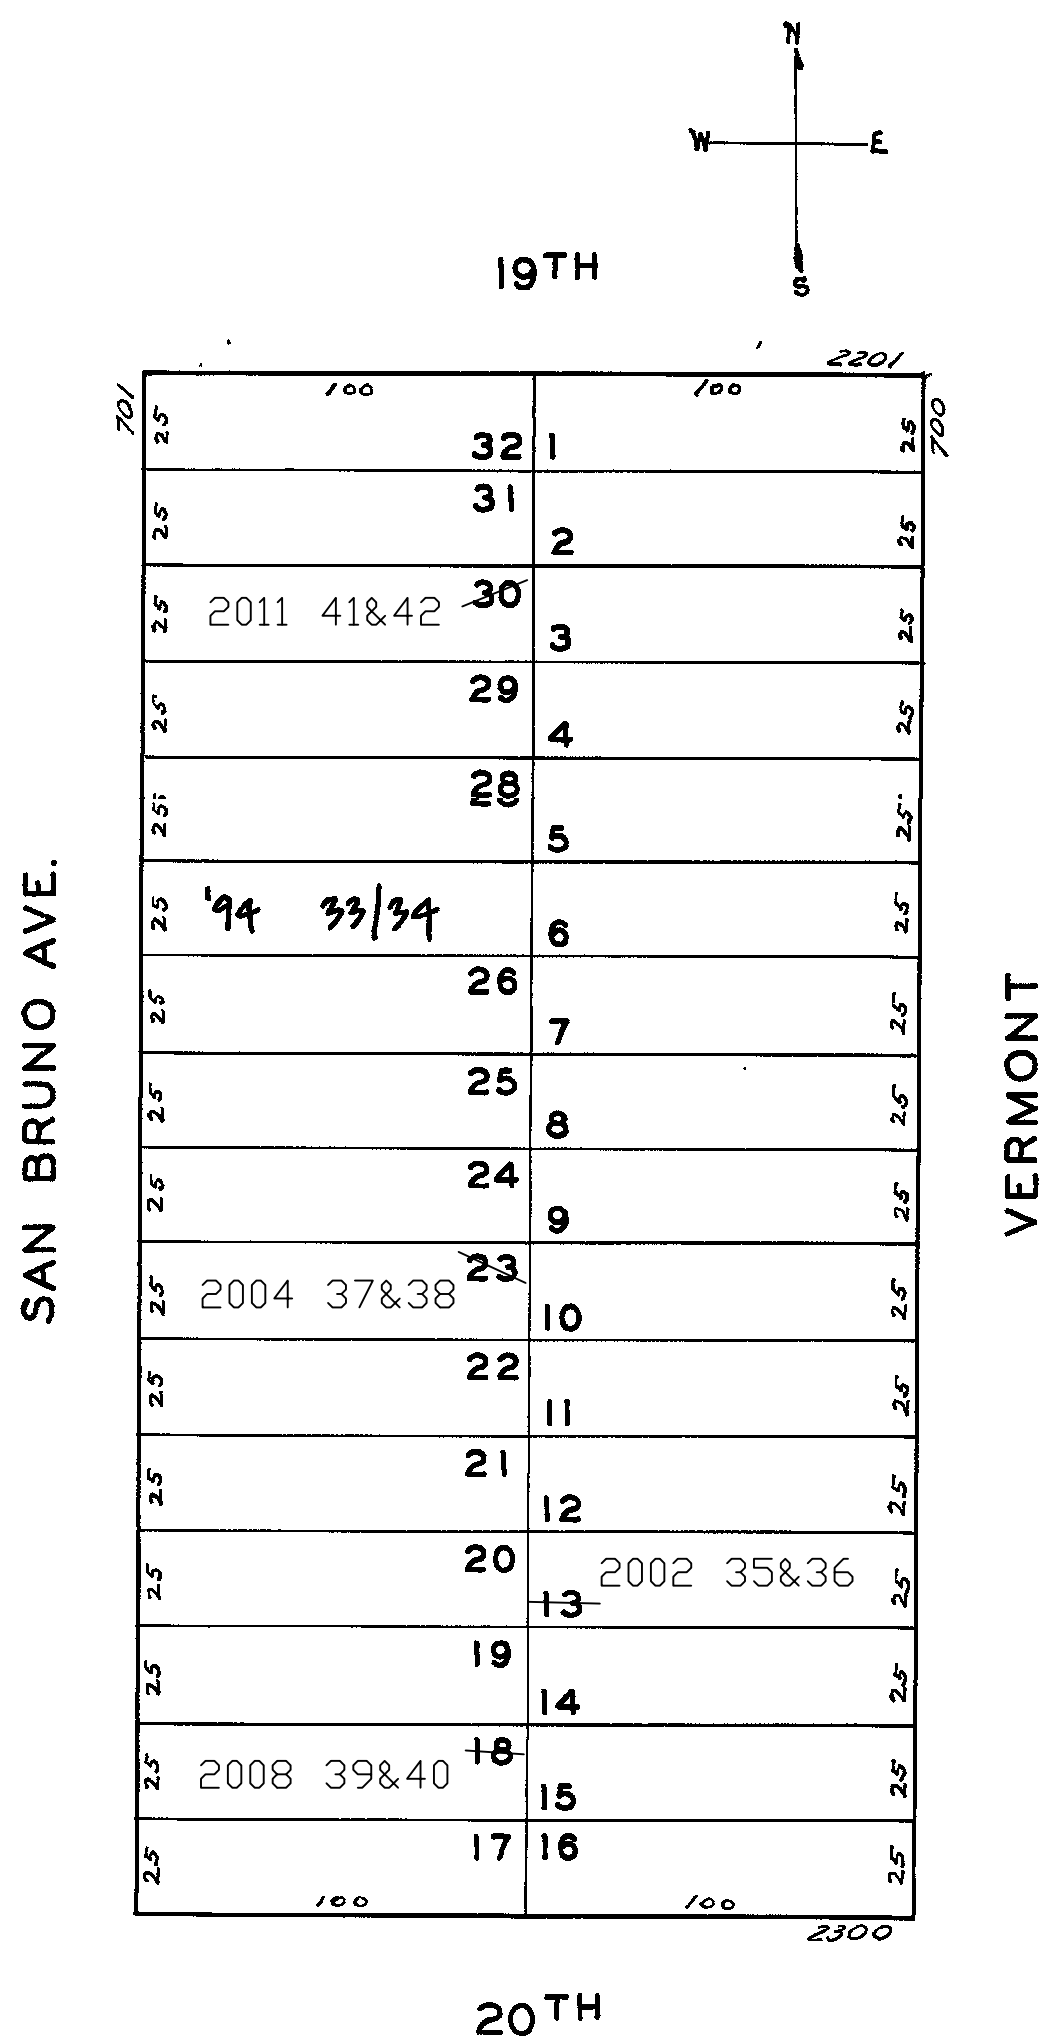 N
W E
S
19TH
2201
701 100 100 700
25 32 1 25
25 31 2 25
25 2011 41&42 30 3 25
25 29 4 25
25 28 5 25
25 '94 33/34 6 25
25 26 7 25
25 25 8 25
25 24 9 25
25 2004 37&38 23 10 25
25 22 11 25
25 21 12 25
25 20 13 2002 35&36 25
25 19 14 25
25 2008 39&40 18 15 25
25 17 16 25
100 100
2300
SAN BRUNO AVE.
VERMONT
20TH